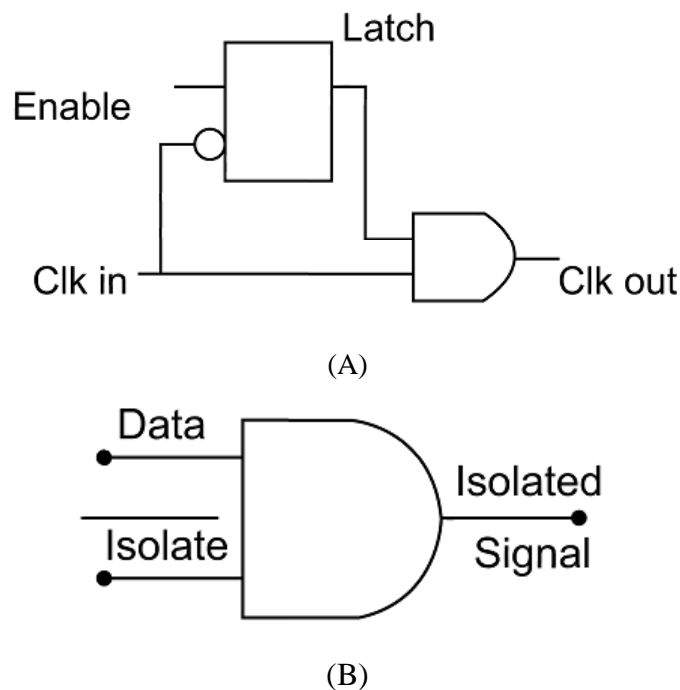 Latch
Enable
Clk in
Clk out
(A)
Data
Isolated
Isolate
Signal
(B)